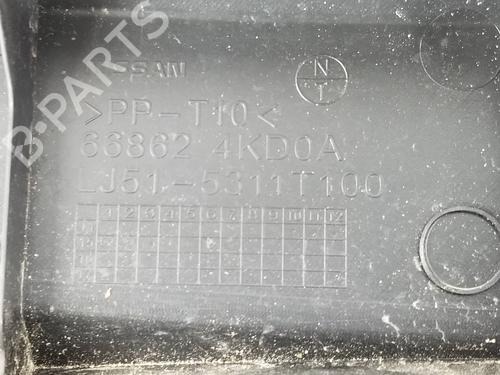 SSAN
N
T
>PP-T10<
66862 4KD0A
LJ51-5311T100
1 2 3 4 5 6 7 8 9 10 11 12